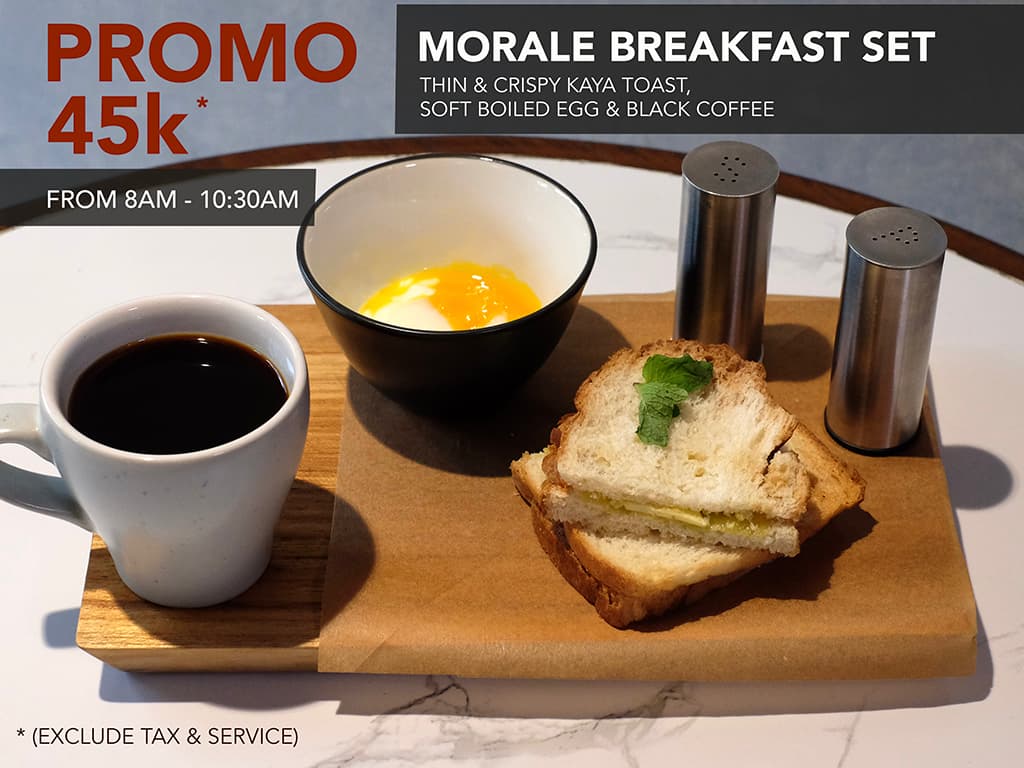 PROMO
45k*
MORALE BREAKFAST SET
THIN & CRISPY KAYA TOAST,
SOFT BOILED EGG & BLACK COFFEE
FROM 8AM - 10:30AM
* (EXCLUDE TAX & SERVICE)